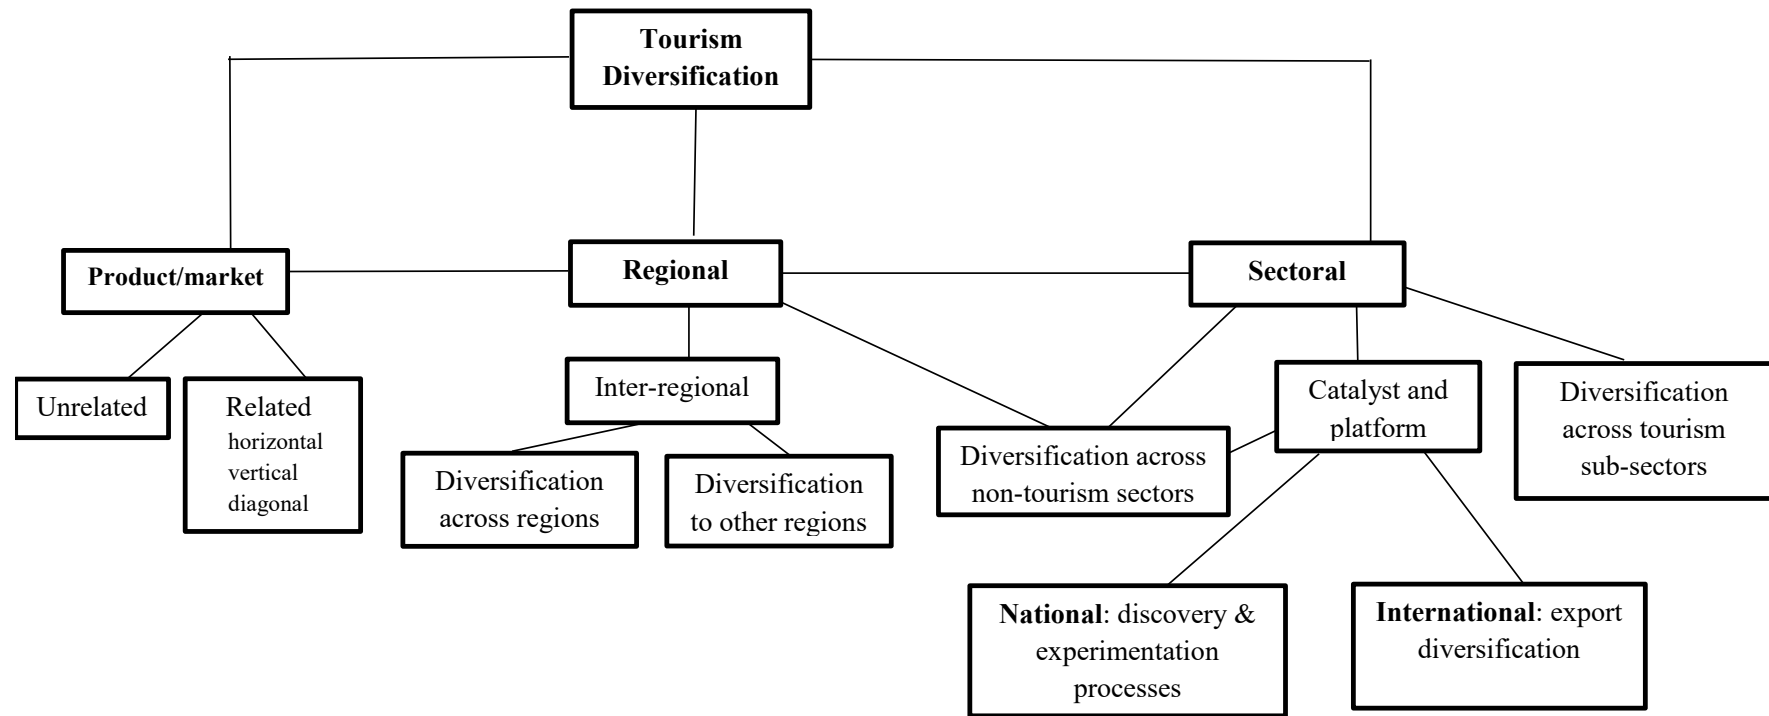 Tourism
Diversification
Product/market
Regional
Sectoral
Unrelated
Related
horizontal
vertical
diagonal
Inter-regional
Diversification
across regions
Diversification
to other regions
Diversification across
non-tourism sectors
Catalyst and
platform
Diversification
across tourism
sub-sectors
National: discovery &
experimentation
processes
International: export
diversification